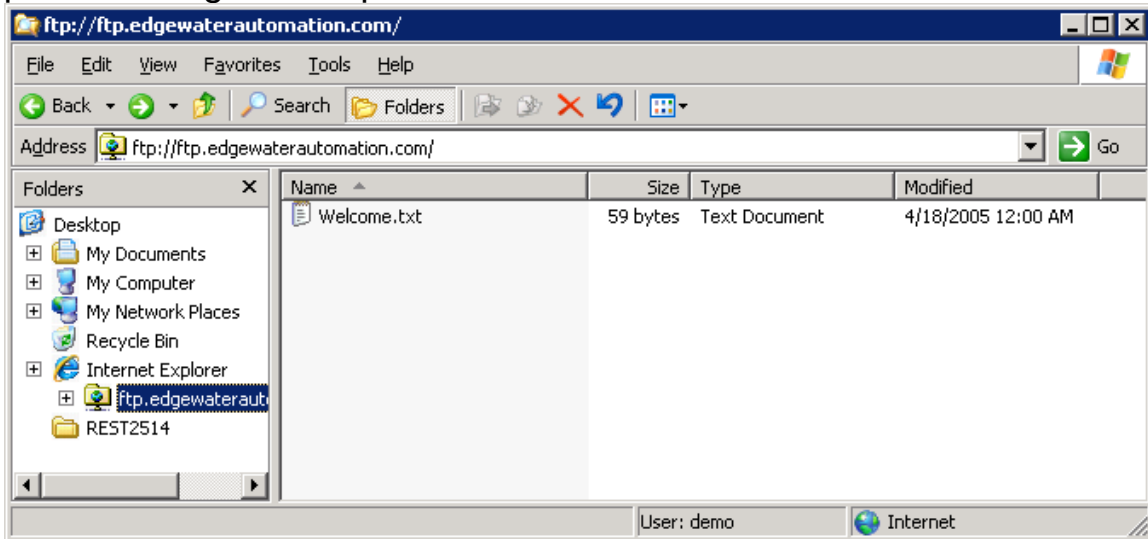 ftp://ftp.edgewaterautomation.com/
File Edit View Favorites Tools Help
Back Search Folders
Address ftp://ftp.edgewaterautomation.com/ Go
Folders Name Size Type Modified
Desktop Welcome.txt 59 bytes Text Document 4/18/2005 12:00 AM
My Documents
My Computer
My Network Places
Recycle Bin
Internet Explorer
ftp.edgewateraut
REST2514
User: demo Internet